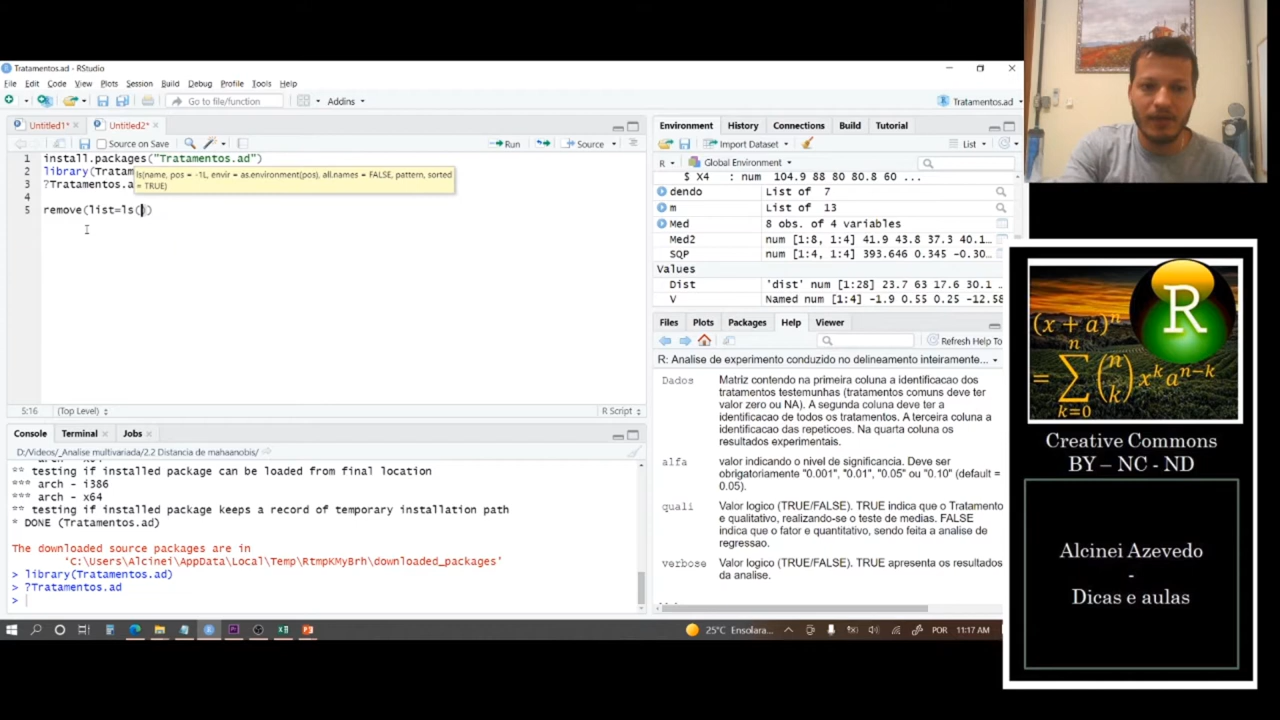 Tratamentos.ad - RStudio
File Edit Code View Plots Session Build Debug Profile Tools Help
Go to file/function
Addins
Tratamentos.ad
Untitled1*
Untitled2*
Source on Save
Run
Source
1 install.packages("Tratamentos.ad")
2 library(Tratam
3 ?Tratamentos.a
4
5 remove(list=ls())
ls(name, pos = -1L, envir = as.environment(pos), all.names = FALSE, pattern, sorted
= TRUE)
5:16 (Top Level)
R Script
Console Terminal Jobs
D:/Videos/_Analise multivariada/2.2 Distancia de mahaanobis/
** testing if installed package can be loaded from final location
*** arch - i386
*** arch - x64
** testing if installed package keeps a record of temporary installation path
* DONE (Tratamentos.ad)
The downloaded source packages are in
'C:\Users\Alcinei\AppData\Local\Temp\RtmpKMyBrh\downloaded_packages'
> library(Tratamentos.ad)
> ?Tratamentos.ad
>
Environment History Connections Build Tutorial
Import Dataset
List
R
Global Environment
$ X4 : num 104.9 88 80 80.8 60 ...
dendo List of 7
m List of 13
Med 8 obs. of 4 variables
Med2 num [1:8, 1:4] 41.9 43.8 37.3 40.1…
SQP num [1:4, 1:4] 393.646 0.345 -0.30…
Values
Dist 'dist' num [1:28] 23.7 63 17.6 30.1 …
V Named num [1:4] -1.9 0.55 0.25 -12.58
Files Plots Packages Help Viewer
Refresh Help To
R: Analise de experimento conduzido no delineamento inteiramente...
Dados Matriz contendo na primeira coluna a identificacao dos
tratamentos testemunhas (tratamentos comuns deve ter
valor zero ou NA). A segunda coluna deve ter a
identificacao de todos os tratamentos. A terceira coluna a
identificacao das repeticoes. Na quarta coluna os
resultados experimentais.
alfa valor indicando o nivel de significancia. Deve ser
obrigatoriamente "0.001", "0.01", "0.05" ou "0.10" (default =
0.05).
quali Valor logico (TRUE/FALSE). TRUE indica que o Tratamento
e qualitativo, realizando-se o teste de medias. FALSE
indica que o fator e quantitativo, sendo feita a analise de
regressao.
verbose Valor logico (TRUE/FALSE). TRUE apresenta os resultados
da analise.
25°C Ensolara...
POR
11:17 AM
R
(x + a)^n
= ∑_{k=0}^{n} (n k) x^k a^{n−k}
Creative Commons
BY – NC - ND
Alcinei Azevedo
-
Dicas e aulas